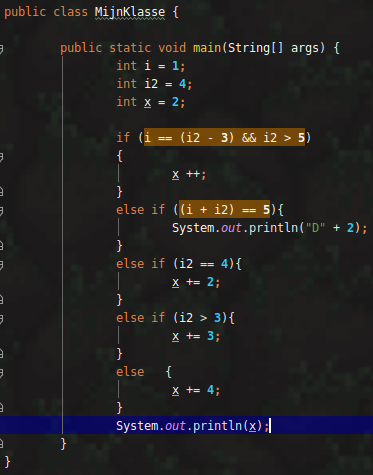 public class MijnKlasse {
public static void main(String[] args) {
int i = 1;
int i2 = 4;
int x = 2;
if (i == (i2 - 3) && i2 > 5)
{
x ++;
}
else if ((i + i2) == 5){
System.out.println("D" + 2);
}
else if (i2 == 4){
x += 2;
}
else if (i2 > 3){
x += 3;
}
else   {
x += 4;
}
System.out.println(x);
}
}